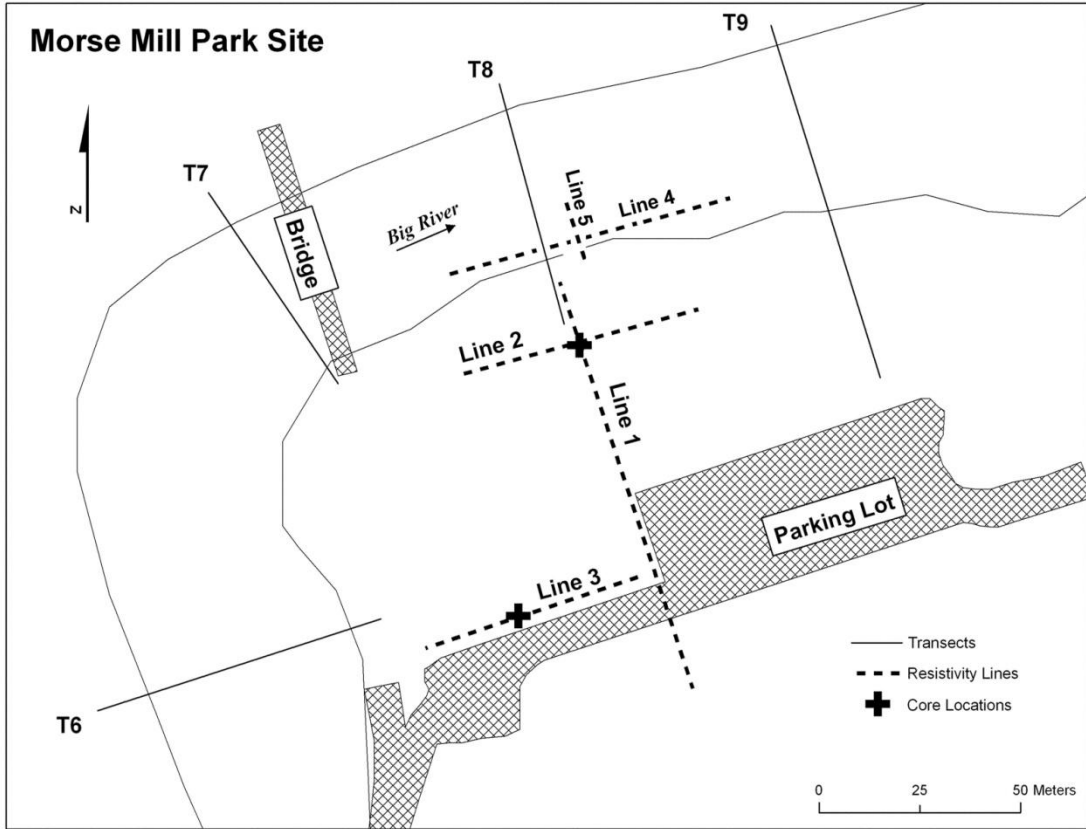 Morse Mill Park Site
T9
T8
T7
N
Line 5
Line 4
Big River
Bridge
Line 2
Line 1
Parking Lot
Line 3
T6
Transects
Resistivity Lines
Core Locations
0 25 50 Meters